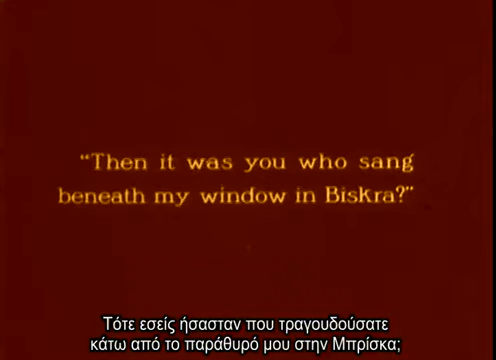 “Then it was you who sang
beneath my window in Biskra?”
Τότε εσείς ήσασταν που τραγουδούσατε
κάτω από το παράθυρό μου στην Μπρίσκα;